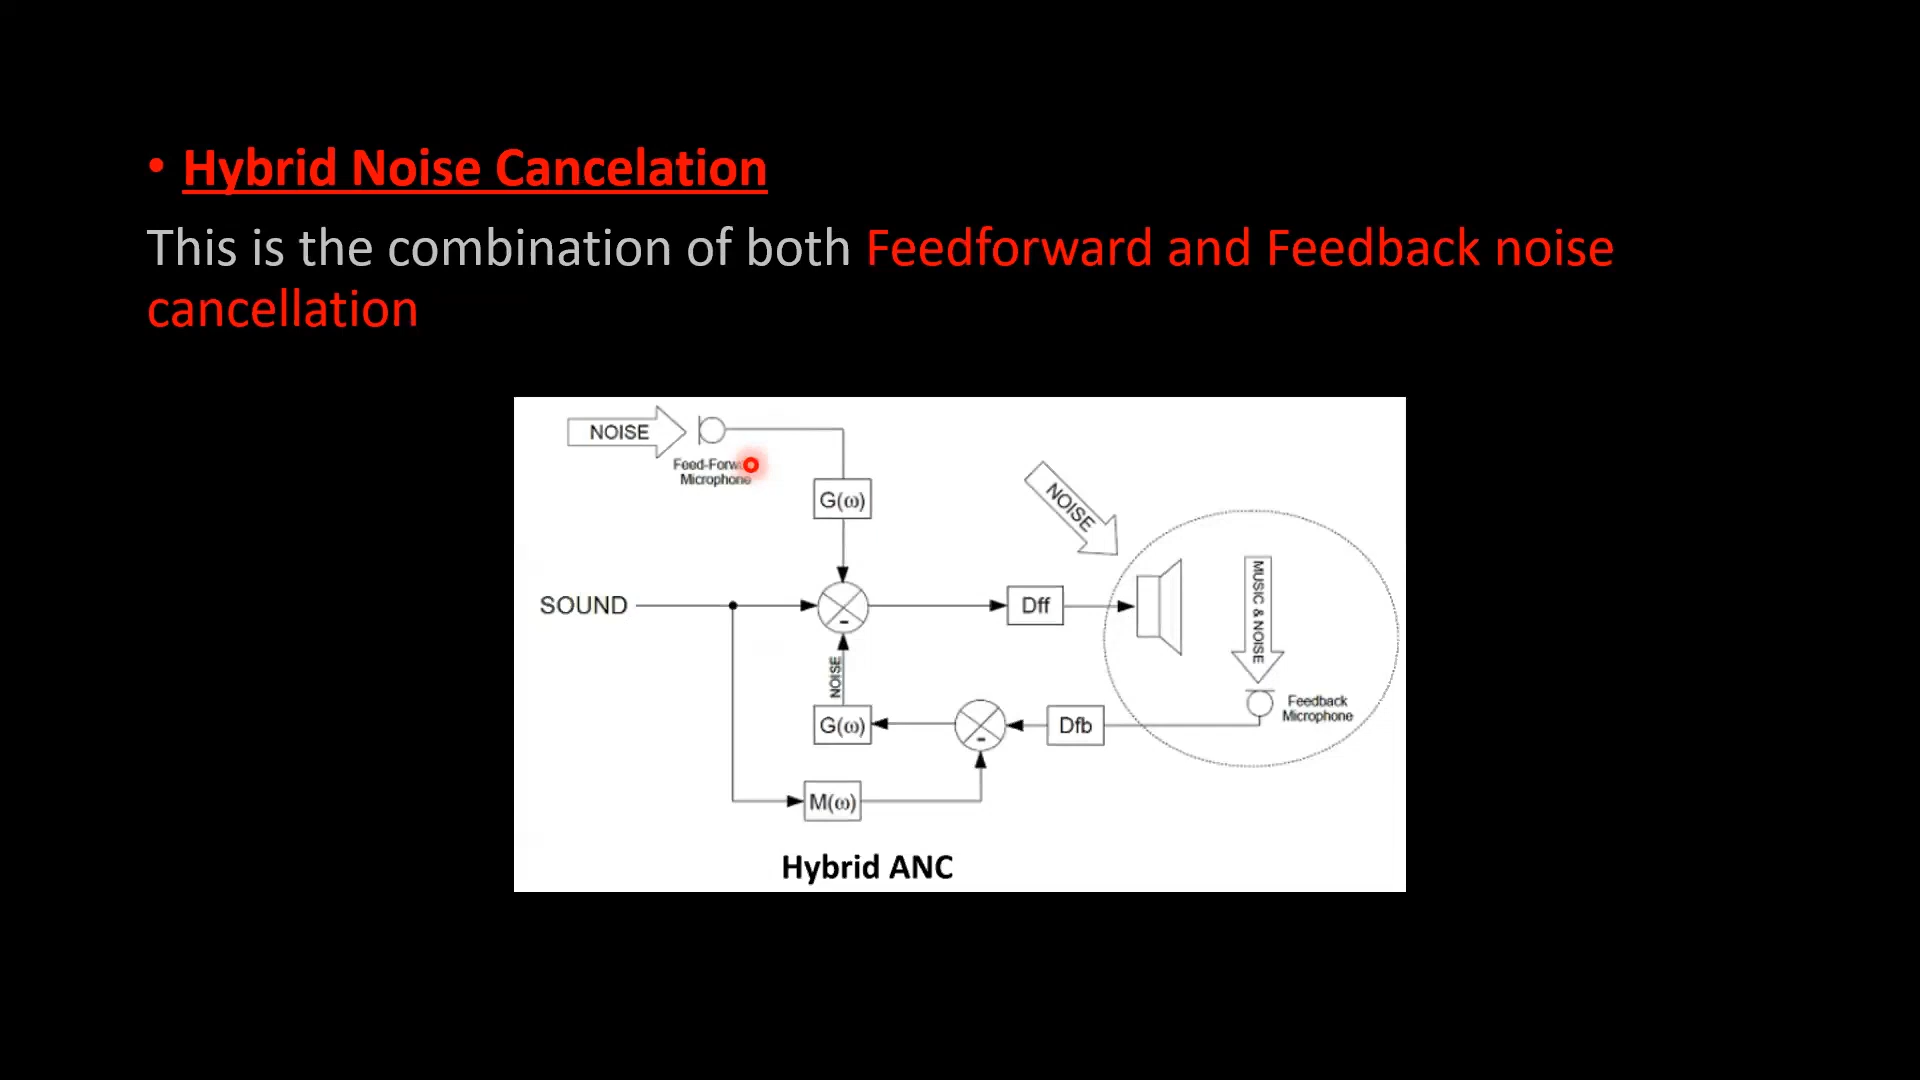 • Hybrid Noise Cancelation
This is the combination of both Feedforward and Feedback noise
cancellation
NOISE
Microphone
G(ω)
NOISE
MUSIC & NOISE
SOUND
-
Dff
NOISE
Feedback
Microphone
G(ω)
-
Dfb
M(ω)
Hybrid ANC